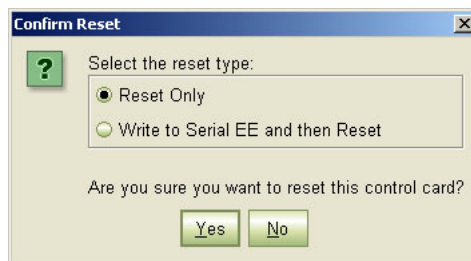 Confirm Reset
?
Select the reset type:
Reset Only
Write to Serial EE and then Reset
Are you sure you want to reset this control card?
Yes No